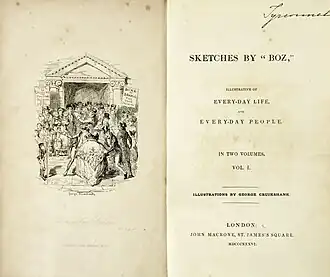 SKETCHES BY "BOZ,"
ILLUSTRATIVE OF
EVERY-DAY LIFE,
AND
EVERY-DAY PEOPLE.
IN TWO VOLUMES.
VOL. I.
ILLUSTRATIONS BY GEORGE CRUIKSHANK.
LONDON:
JOHN MACRONE, ST. JAMES'S SQUARE.
MDCCCXXXVI.